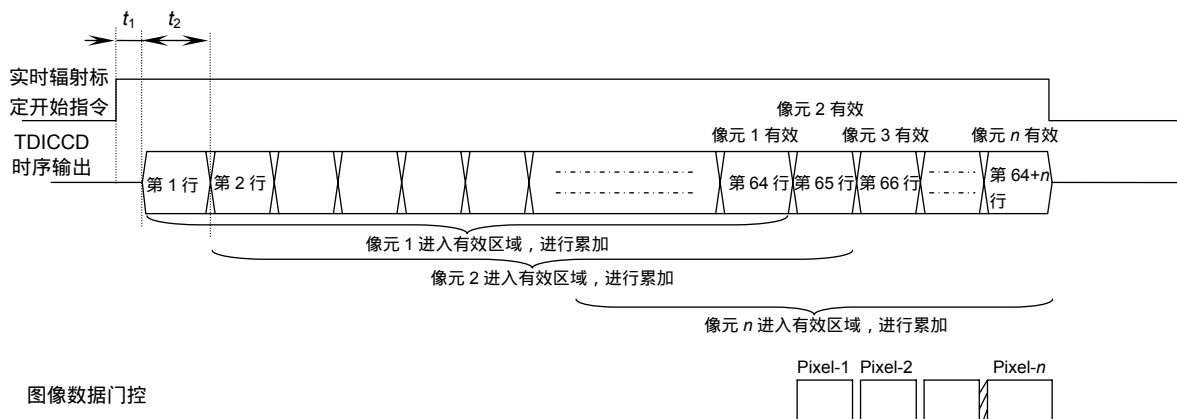 t1
t2
实时辐射标
定开始指令
像元 2 有效
TDICCD
时序输出
像元 1 有效
像元 3 有效
像元 n 有效
第 1 行
第 2 行
第 64 行
第 65 行
第 66 行
第 64+n
行
像元 1 进入有效区域，进行累加
像元 2 进入有效区域，进行累加
像元 n 进入有效区域，进行累加
Pixel-1
Pixel-2
Pixel-n
图像数据门控